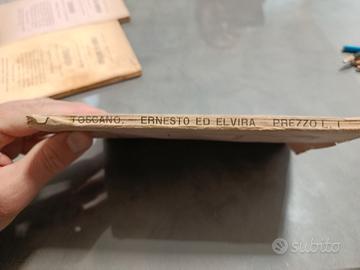 TOSCANO. - ERNESTO ED ELVIRA PREZZO L. 1
subito